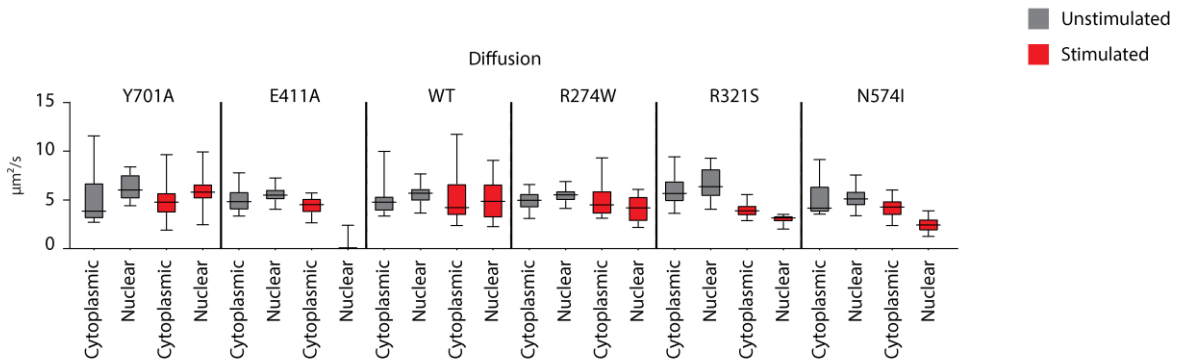 Unstimulated
Stimulated
Diffusion
Y701A E411A WT R274W R321S N574I
15
10
5
0
μm²/s
Cytoplasmic Nuclear Cytoplasmic Nuclear Cytoplasmic Nuclear Cytoplasmic Nuclear Cytoplasmic Nuclear Cytoplasmic Nuclear Cytoplasmic Nuclear Cytoplasmic Nuclear Cytoplasmic Nuclear Cytoplasmic Nuclear Cytoplasmic Nuclear Cytoplasmic Nuclear